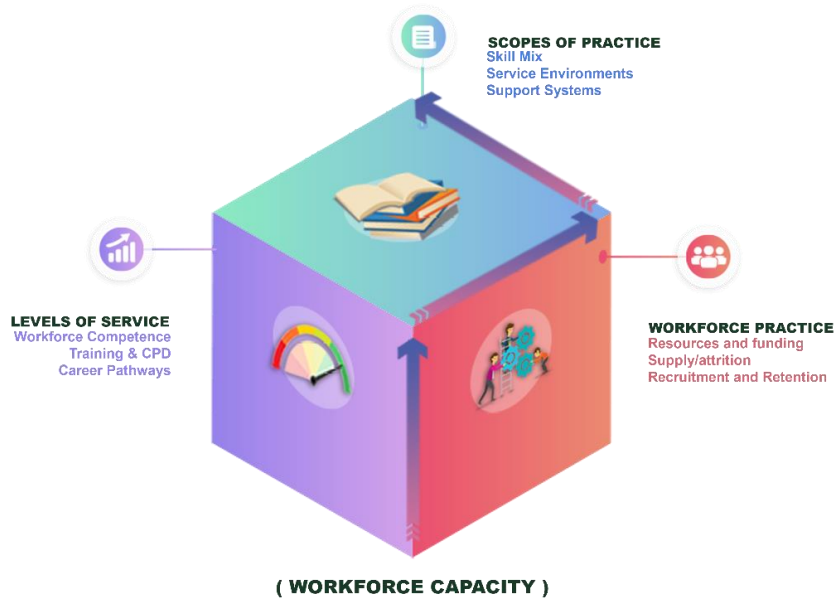 SCOPES OF PRACTICE
Skill Mix
Service Environments
Support Systems
LEVELS OF SERVICE
Workforce Competence
Training & CPD
Career Pathways
WORKFORCE PRACTICE
Resources and funding
Supply/attrition
Recruitment and Retention
( WORKFORCE CAPACITY )